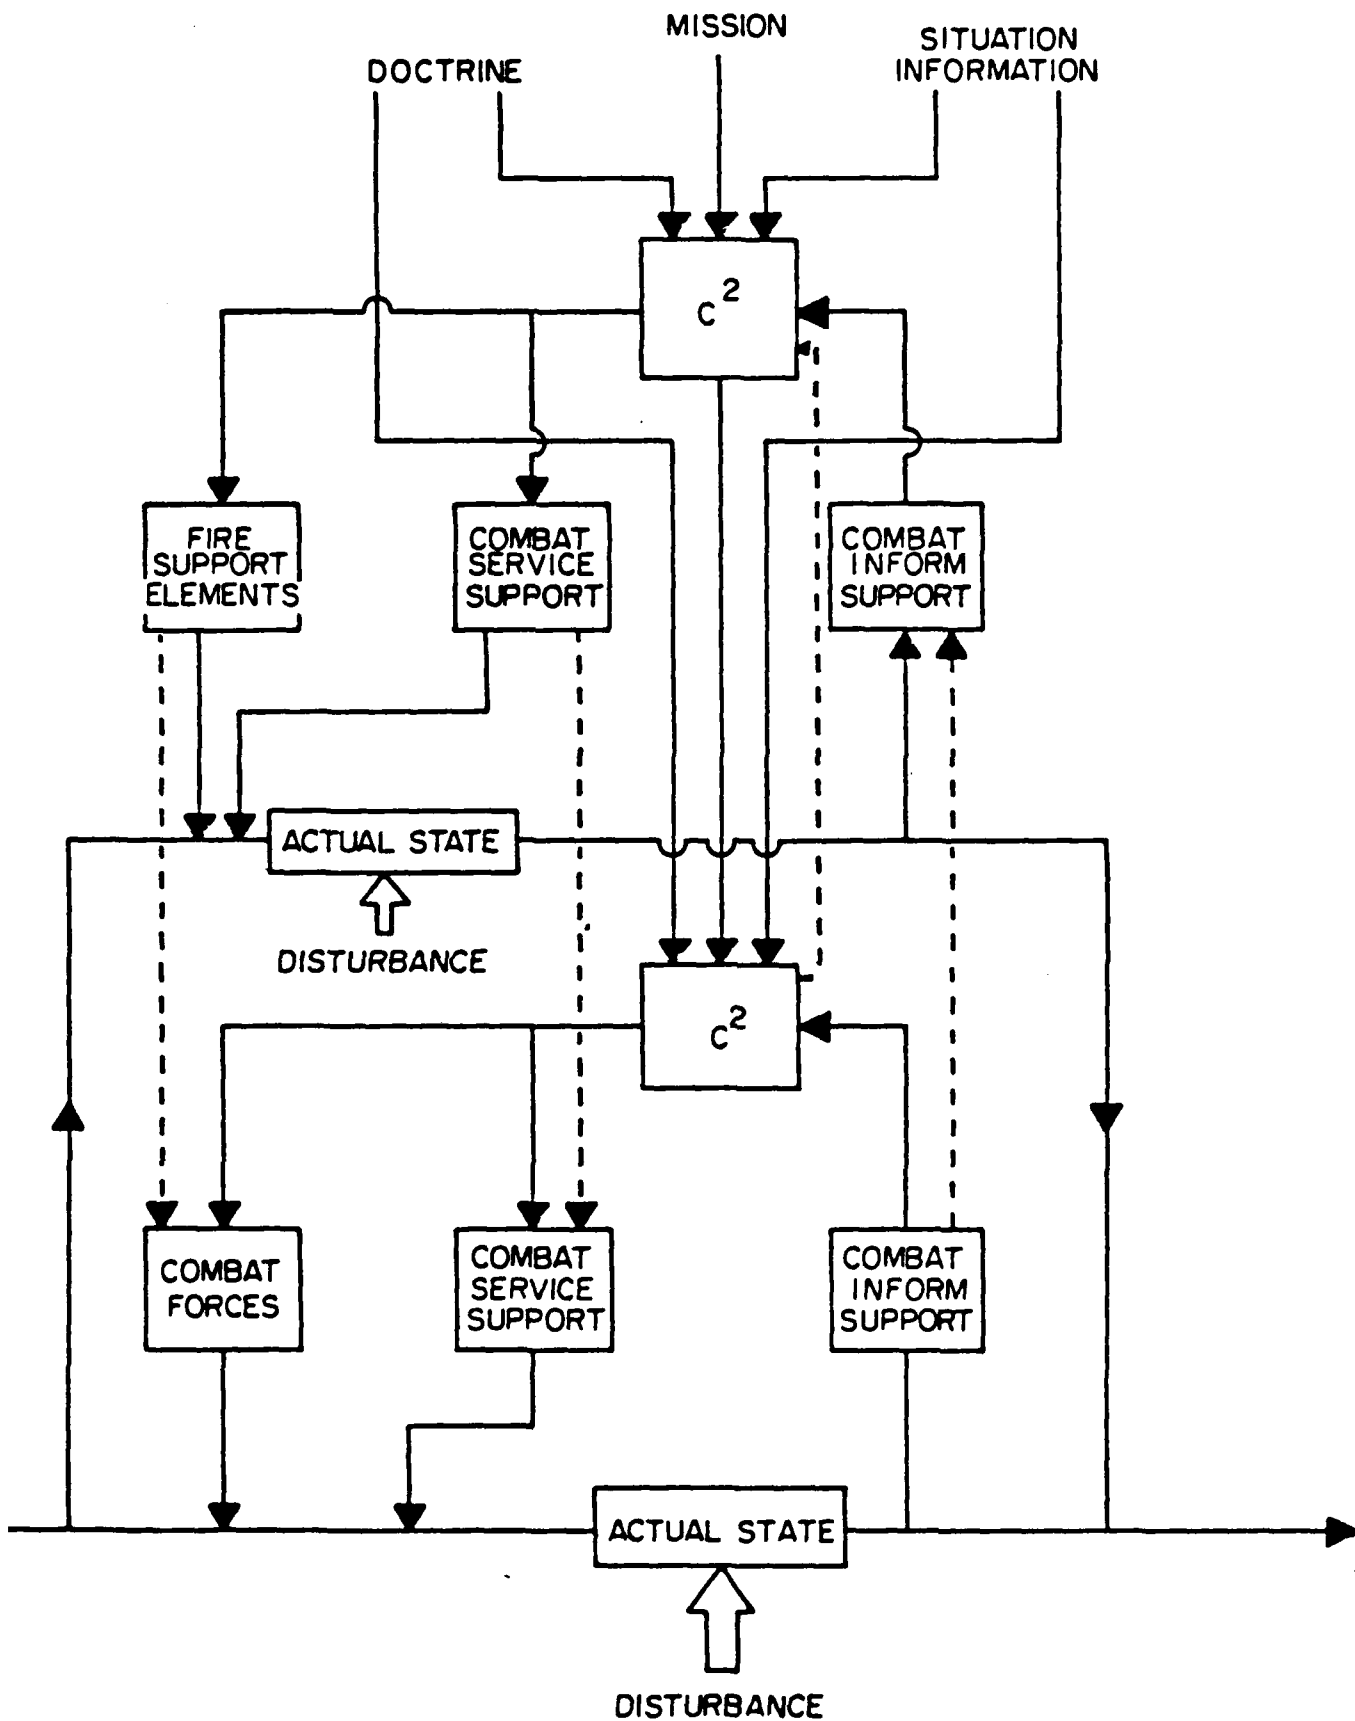 MISSION
SITUATION
INFORMATION
DOCTRINE
C²
FIRE
SUPPORT
ELEMENTS
COMBAT
SERVICE
SUPPORT
COMBAT
INFORM
SUPPORT
ACTUAL STATE
DISTURBANCE
C²
COMBAT
FORCES
COMBAT
SERVICE
SUPPORT
COMBAT
INFORM
SUPPORT
ACTUAL STATE
DISTURBANCE